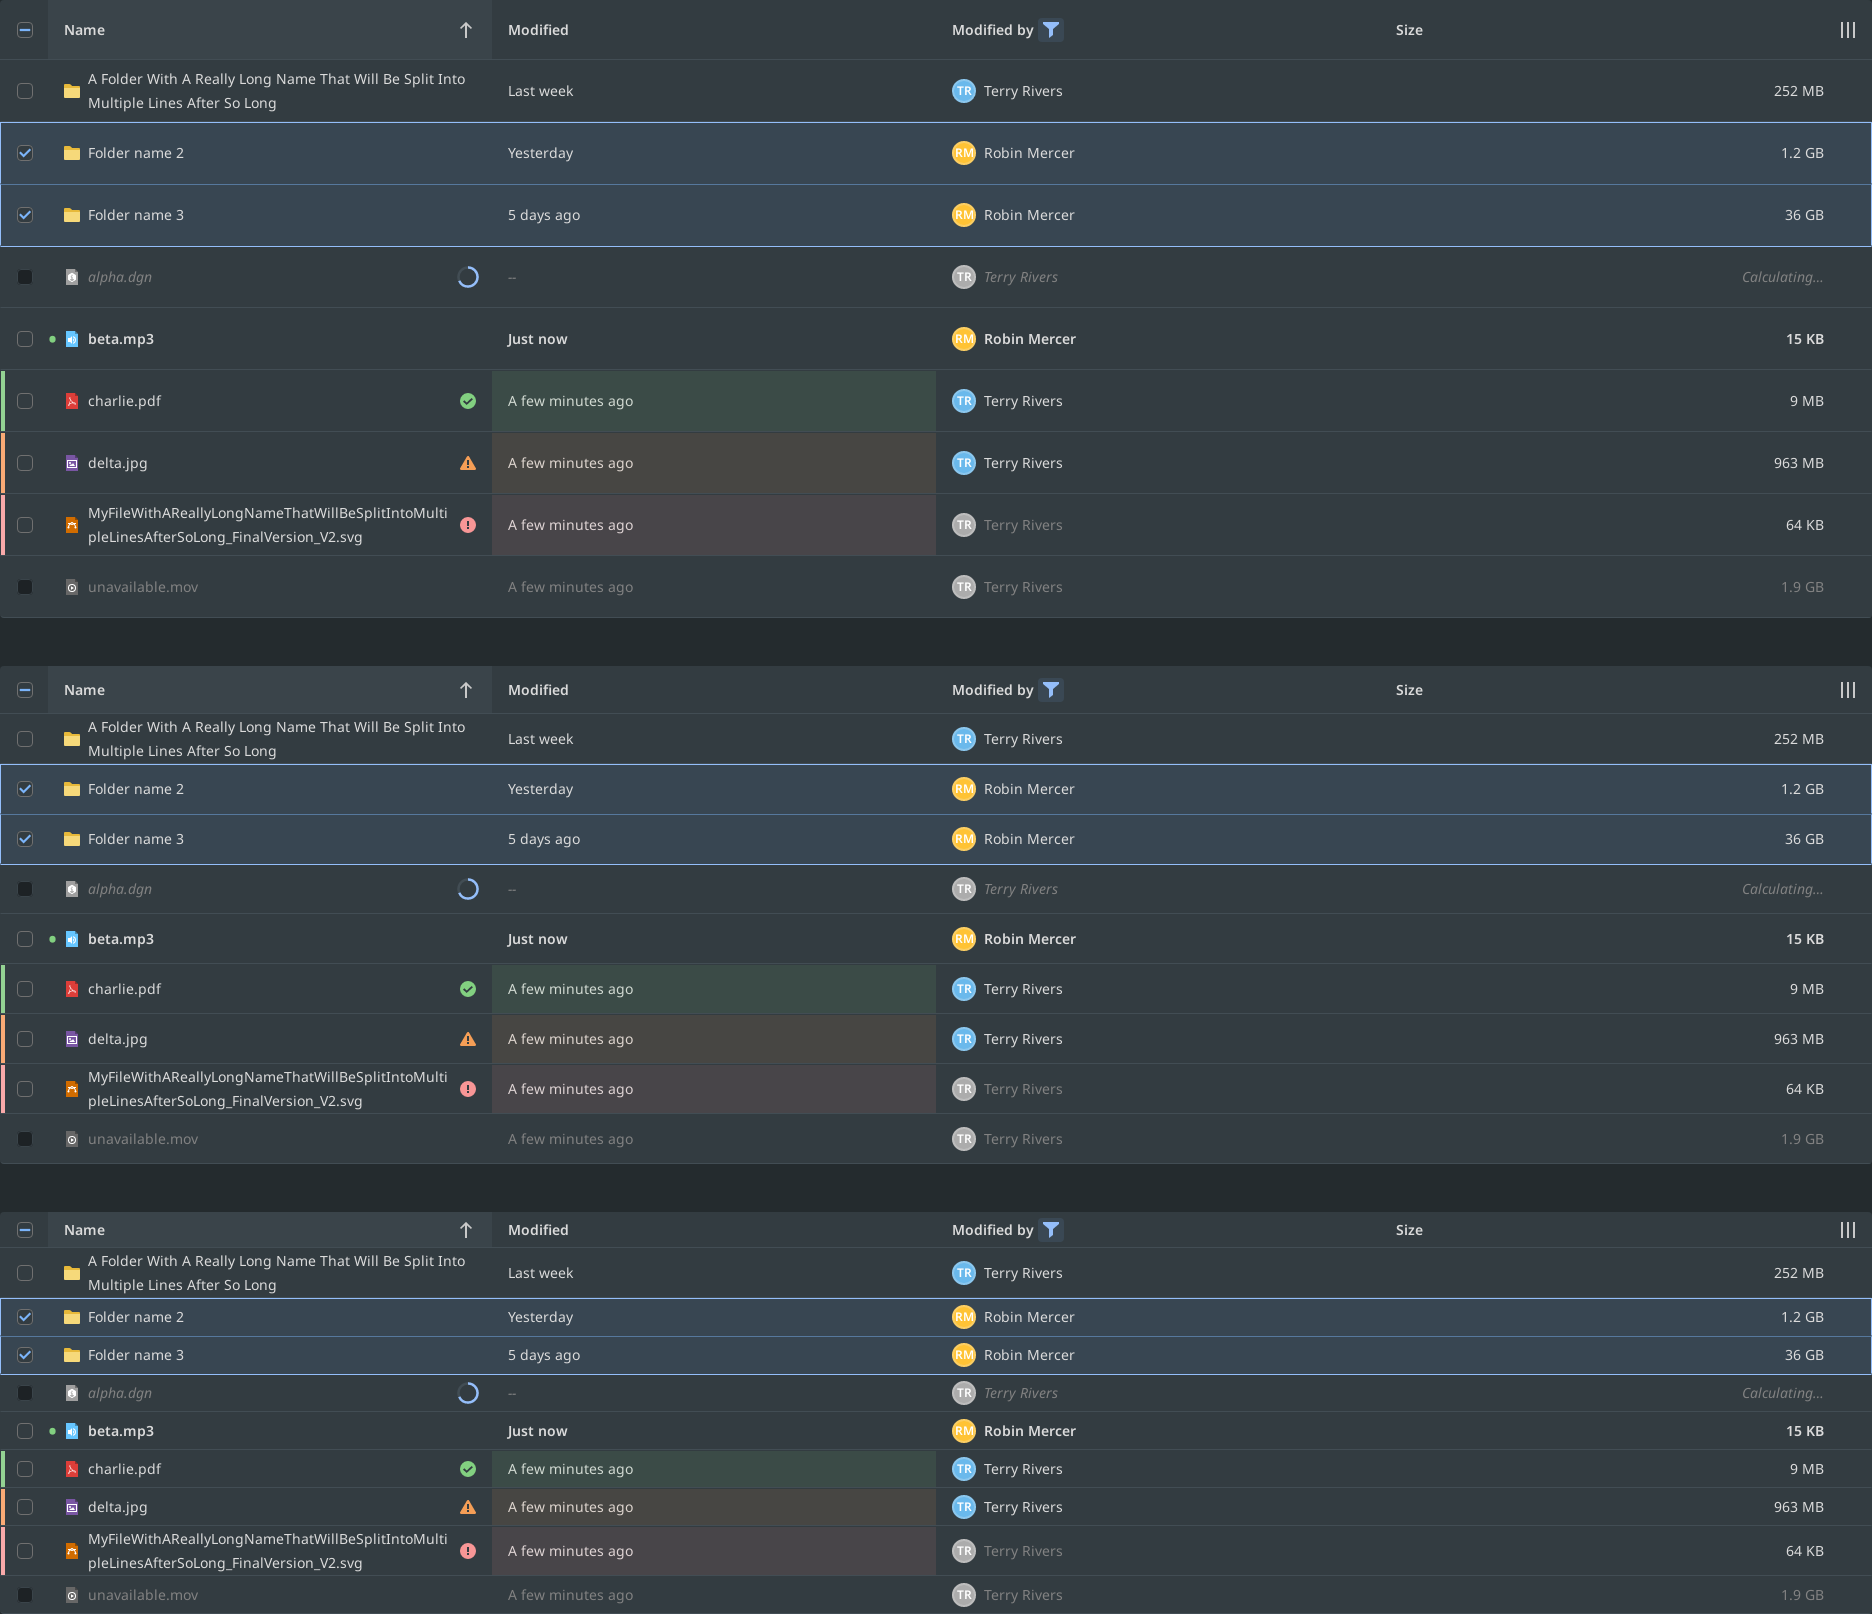 Name Modified Modified by Size
A Folder With A Really Long Name That Will Be Split Into
Multiple Lines After So Long
Last week TR Terry Rivers 252 MB
Folder name 2 Yesterday RM Robin Mercer 1.2 GB
Folder name 3 5 days ago RM Robin Mercer 36 GB
alpha.dgn -- TR Terry Rivers Calculating...
beta.mp3 Just now RM Robin Mercer 15 KB
charlie.pdf A few minutes ago TR Terry Rivers 9 MB
delta.jpg A few minutes ago TR Terry Rivers 963 MB
MyFileWithAReallyLongNameThatWillBeSplitIntoMulti
pleLinesAfterSoLong_FinalVersion_V2.svg
A few minutes ago TR Terry Rivers 64 KB
unavailable.mov A few minutes ago TR Terry Rivers 1.9 GB
Name Modified Modified by Size
A Folder With A Really Long Name That Will Be Split Into
Multiple Lines After So Long
Last week TR Terry Rivers 252 MB
Folder name 2 Yesterday RM Robin Mercer 1.2 GB
Folder name 3 5 days ago RM Robin Mercer 36 GB
alpha.dgn -- TR Terry Rivers Calculating...
beta.mp3 Just now RM Robin Mercer 15 KB
charlie.pdf A few minutes ago TR Terry Rivers 9 MB
delta.jpg A few minutes ago TR Terry Rivers 963 MB
MyFileWithAReallyLongNameThatWillBeSplitIntoMulti
pleLinesAfterSoLong_FinalVersion_V2.svg
A few minutes ago TR Terry Rivers 64 KB
unavailable.mov A few minutes ago TR Terry Rivers 1.9 GB
Name Modified Modified by Size
A Folder With A Really Long Name That Will Be Split Into
Multiple Lines After So Long
Last week TR Terry Rivers 252 MB
Folder name 2 Yesterday RM Robin Mercer 1.2 GB
Folder name 3 5 days ago RM Robin Mercer 36 GB
alpha.dgn -- TR Terry Rivers Calculating...
beta.mp3 Just now RM Robin Mercer 15 KB
charlie.pdf A few minutes ago TR Terry Rivers 9 MB
delta.jpg A few minutes ago TR Terry Rivers 963 MB
MyFileWithAReallyLongNameThatWillBeSplitIntoMulti
pleLinesAfterSoLong_FinalVersion_V2.svg
A few minutes ago TR Terry Rivers 64 KB
unavailable.mov A few minutes ago TR Terry Rivers 1.9 GB